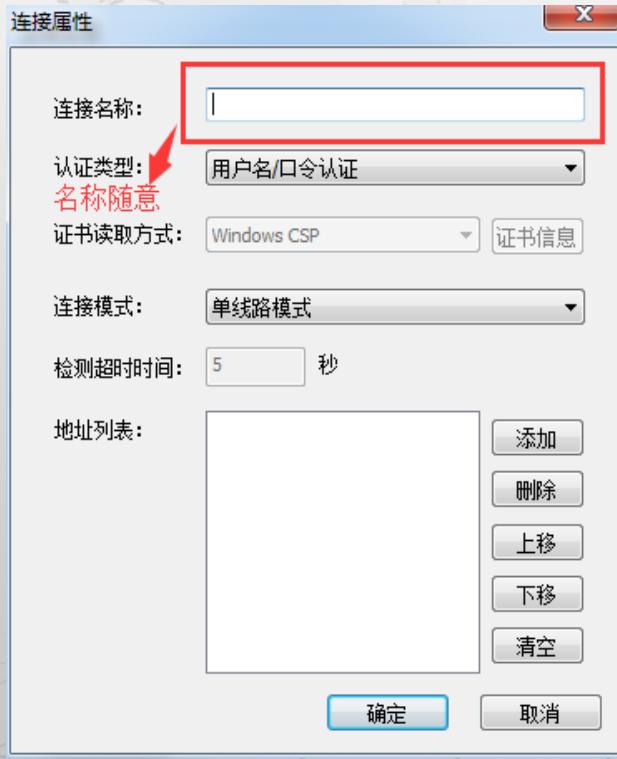 连接属性
连接名称：
认证类型： 用户名/口令认证
名称随意
证书读取方式： Windows CSP 证书信息
连接模式： 单线路模式
检测超时时间： 5 秒
地址列表： 添加
删除
上移
下移
清空
确定 取消